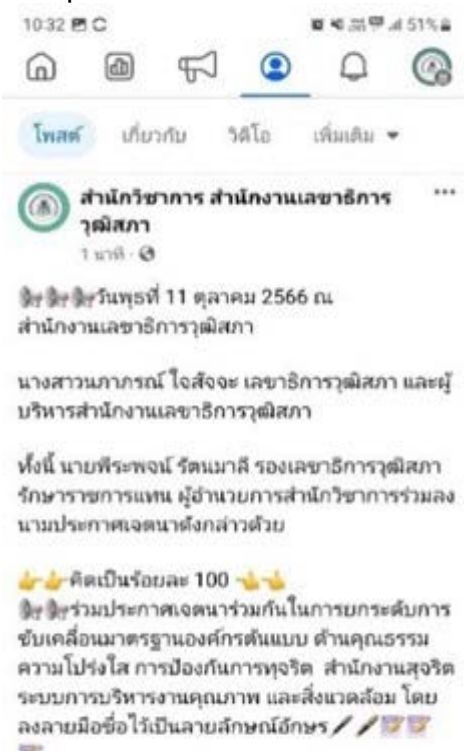 10:32
51%
โพสต์ เกี่ยวกับ วิดีโอ เพิ่มเติม
สำนักวิชาการ สำนักงานเลขาธิการ
วุฒิสภา
1 นาที
วันพุธที่ 11 ตุลาคม 2566 ณ
สำนักงานเลขาธิการวุฒิสภา
นางสาวนภาภรณ์ ใจสัจจะ เลขาธิการวุฒิสภา และผู้
บริหารสำนักงานเลขาธิการวุฒิสภา
ทั้งนี้ นายพีระพจน์ รัตนมาลี รองเลขาธิการวุฒิสภา
รักษาราชการแทน ผู้อำนวยการสำนักวิชาการร่วมลง
นามประกาศเจตนาดังกล่าวด้วย
👉👉คิดเป็นร้อยละ 100 👈👈
ร่วมประกาศเจตนาร่วมกันในการยกระดับการ
ขับเคลื่อนมาตรฐานองค์กรต้นแบบ ด้านคุณธรรม
ความโปร่งใส การป้องกันการทุจริต สำนักงานสุจริต
ระบบการบริหารงานคุณภาพ และสิ่งแวดล้อม โดย
ลงลายมือชื่อไว้เป็นลายลักษณ์อักษร